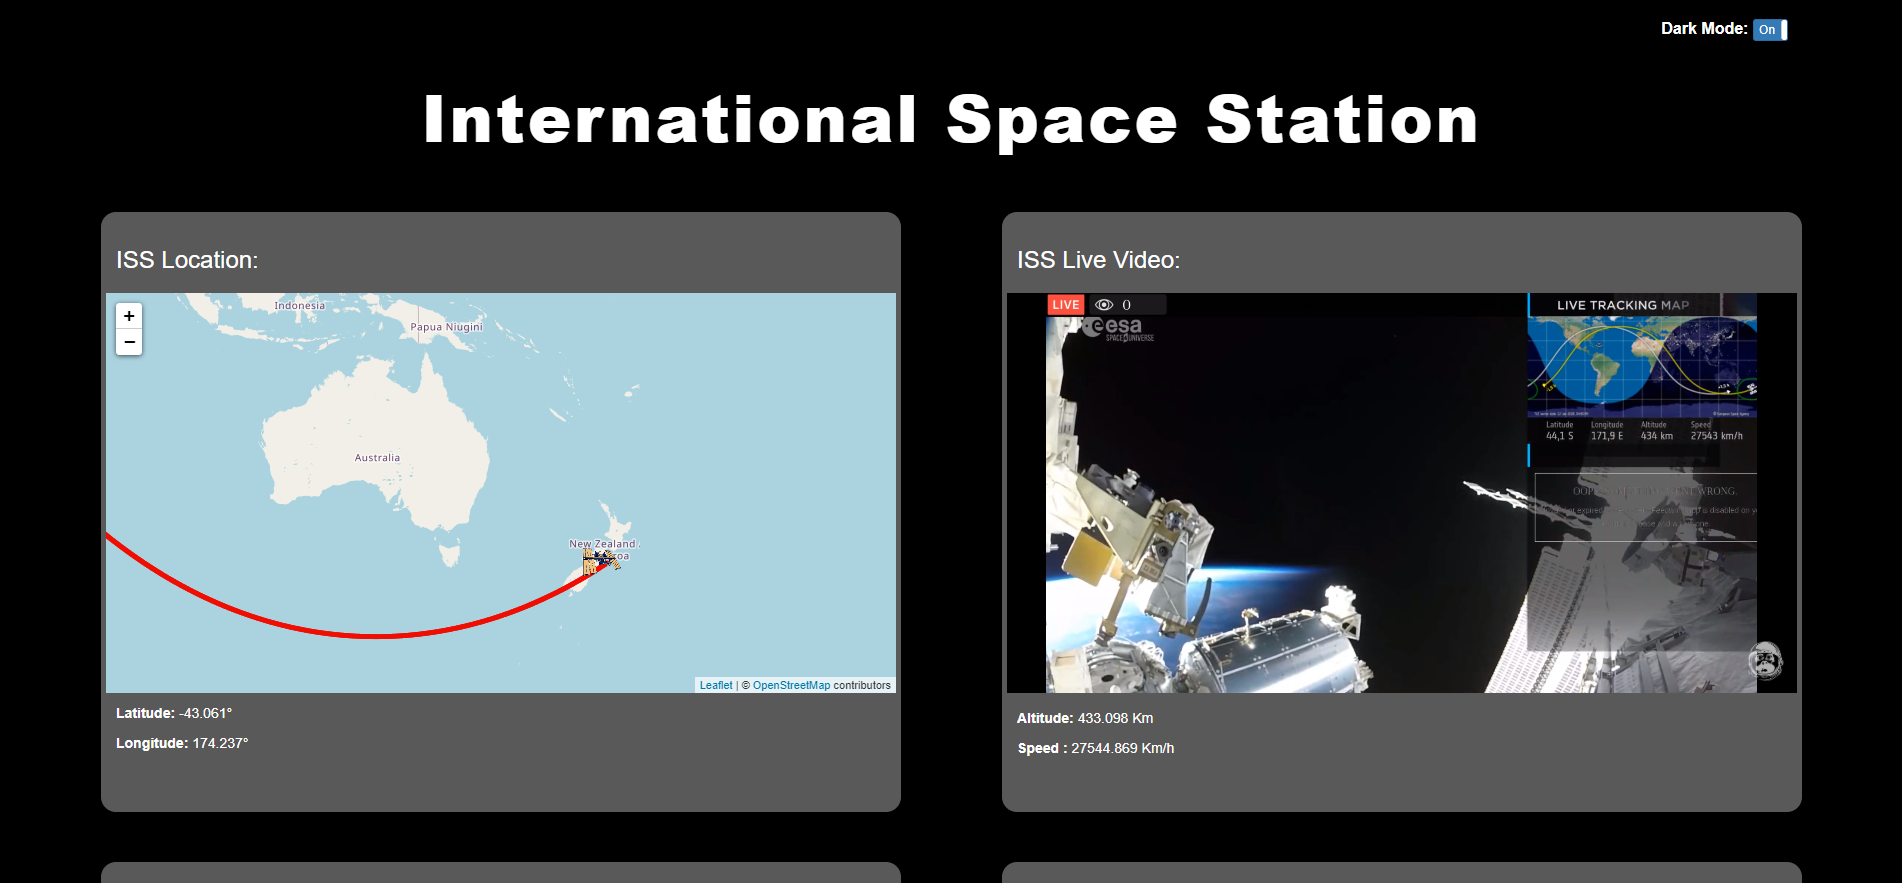 Dark Mode: On
International Space Station
ISS Location:
+
−
Indonesia
Papua Niugini
Australia
New Zealand
Leaflet | © OpenStreetMap contributors
Latitude: -43.061°
Longitude: 174.237°
ISS Live Video:
LIVE 0
esa
LIVE TRACKING MAP
Latitude Longitude Altitude Speed
44,1 S 171,9 E 434 km 27543 km/h
WENT WRONG.
Altitude: 433.098 Km
Speed : 27544.869 Km/h